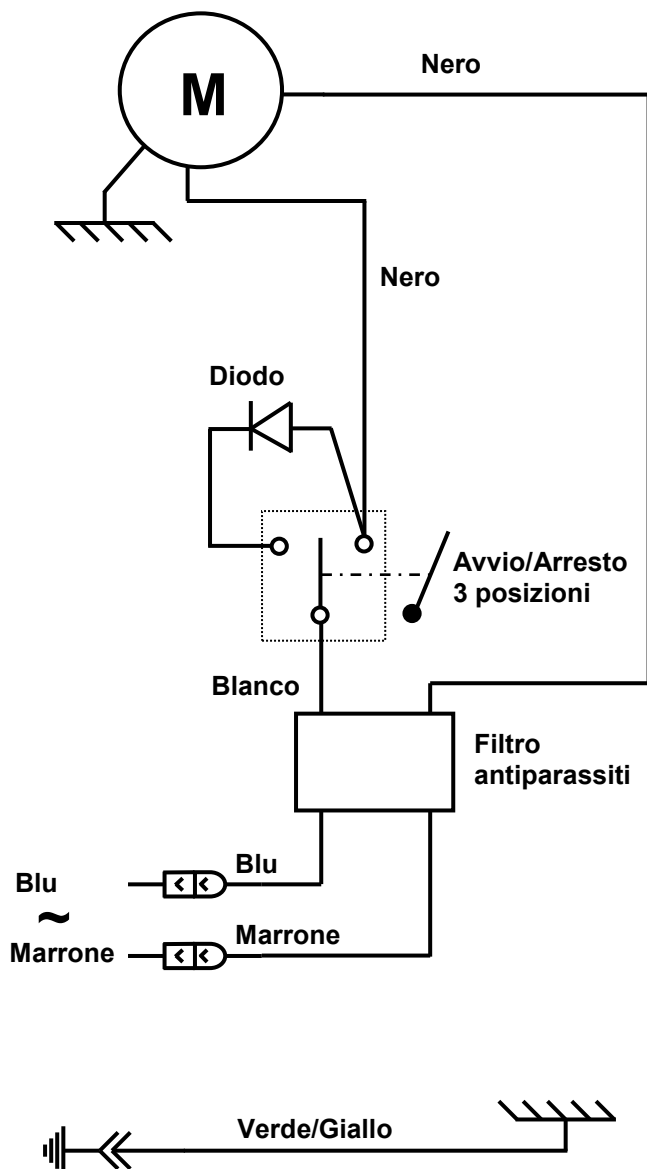 Nero
M
Nero
Diodo
Avvio/Arresto
3 posizioni
Blanco
Filtro
antiparassiti
Blu
Blu
~
Marrone
Marrone
Verde/Giallo